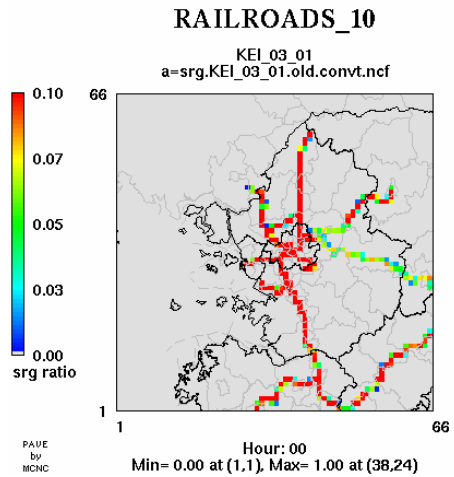 RAILROADS_10
KEI_03_01
a=srg.KEI_03_01.old.convt.ncf
0.10
0.07
0.05
0.03
0.00
srg ratio
66
1
1
66
PAVE
by
MCNC
Hour: 00
Min= 0.00 at (1,1), Max= 1.00 at (38,24)